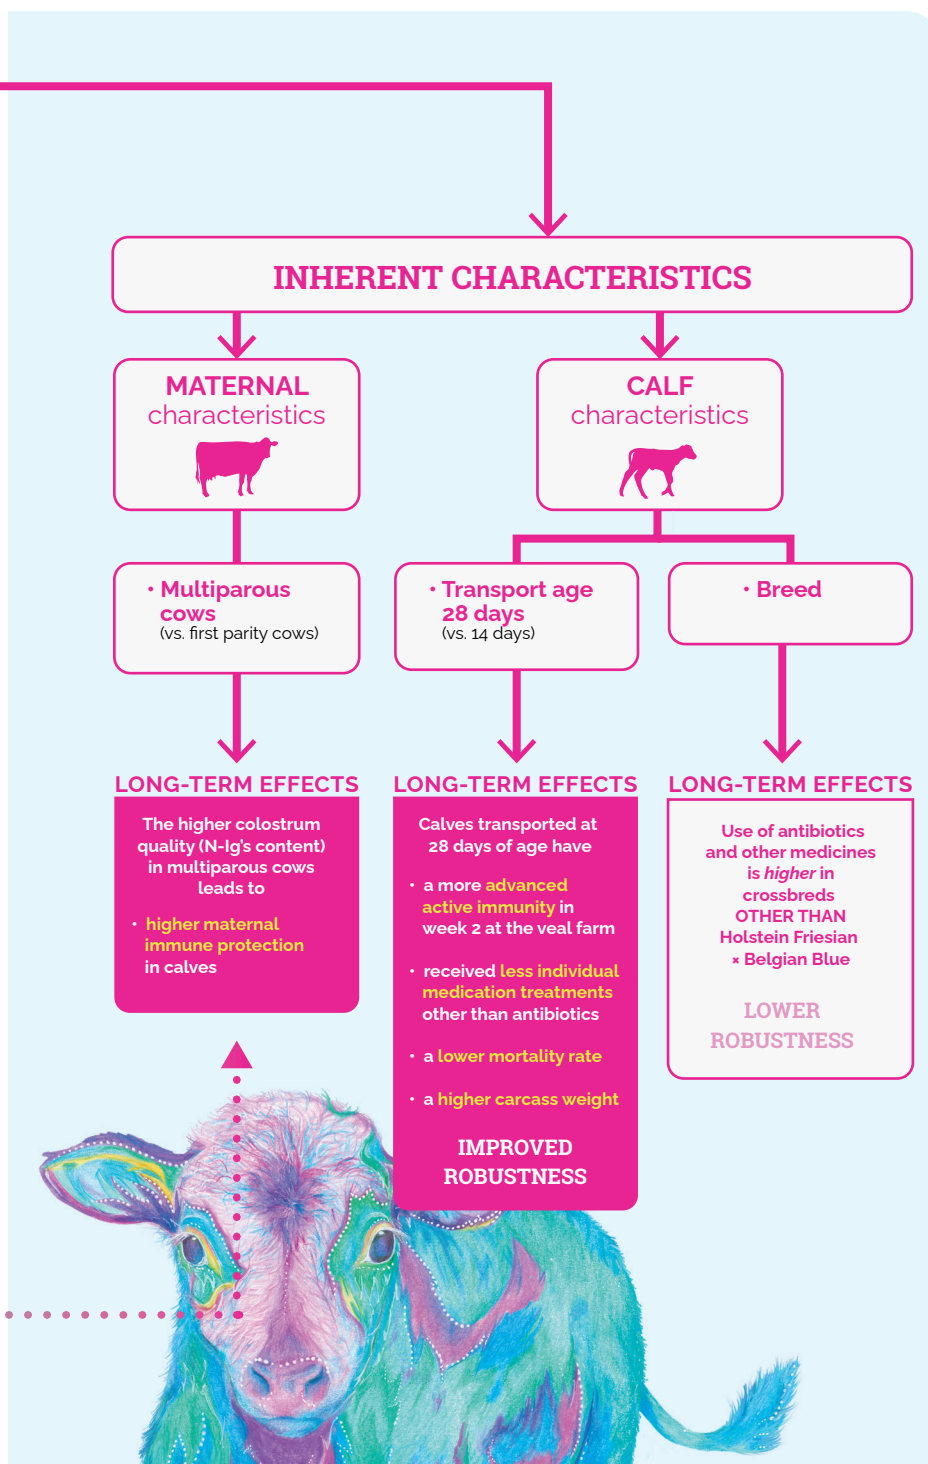 INHERENT CHARACTERISTICS
MATERNAL
characteristics
CALF
characteristics
• Multiparous
cows
(vs. first parity cows)
• Transport age
28 days
(vs. 14 days)
• Breed
LONG-TERM EFFECTS
The higher colostrum
quality (N-Ig's content)
in multiparous cows
leads to
• higher maternal
immune protection
in calves
LONG-TERM EFFECTS
Calves transported at
28 days of age have
• a more advanced
active immunity in
week 2 at the veal farm
• received less individual
medication treatments
other than antibiotics
• a lower mortality rate
• a higher carcass weight
IMPROVED
ROBUSTNESS
LONG-TERM EFFECTS
Use of antibiotics
and other medicines
is higher in
crossbreds
OTHER THAN
Holstein Friesian
× Belgian Blue
LOWER
ROBUSTNESS